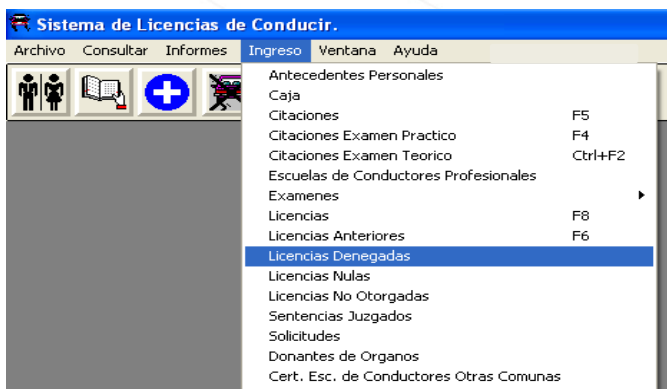 Sistema de Licencias de Conducir.
Archivo Consultar Informes Ingreso Ventana Ayuda
Antecedentes Personales
Caja
Citaciones F5
Citaciones Examen Practico F4
Citaciones Examen Teorico Ctrl+F2
Escuelas de Conductores Profesionales
Examenes
Licencias F8
Licencias Anteriores F6
Licencias Denegadas
Licencias Nulas
Licencias No Otorgadas
Sentencias Juzgados
Solicitudes
Donantes de Organos
Cert. Esc. de Conductores Otras Comunas